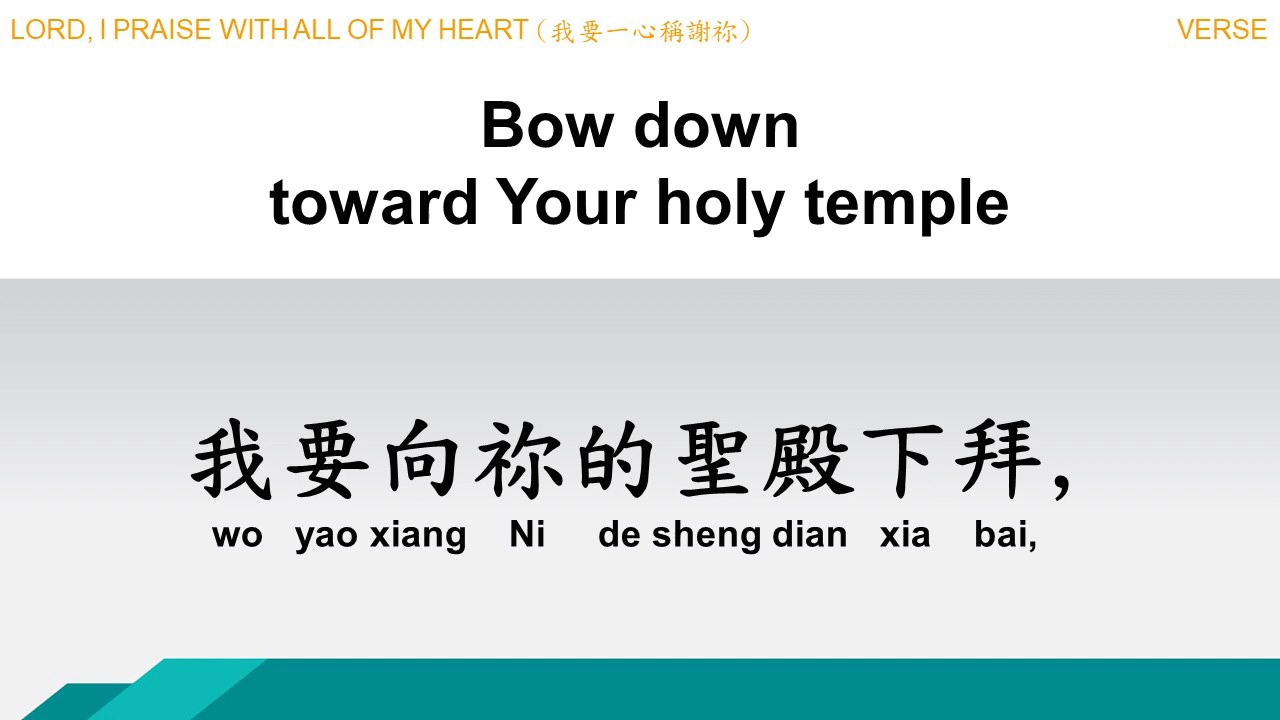 LORD, I PRAISE WITH ALL OF MY HEART (我要一心稱謝祢)
VERSE
Bow down
toward Your holy temple
我要向祢的聖殿下拜,
wo yao xiang Ni de sheng dian xia bai,